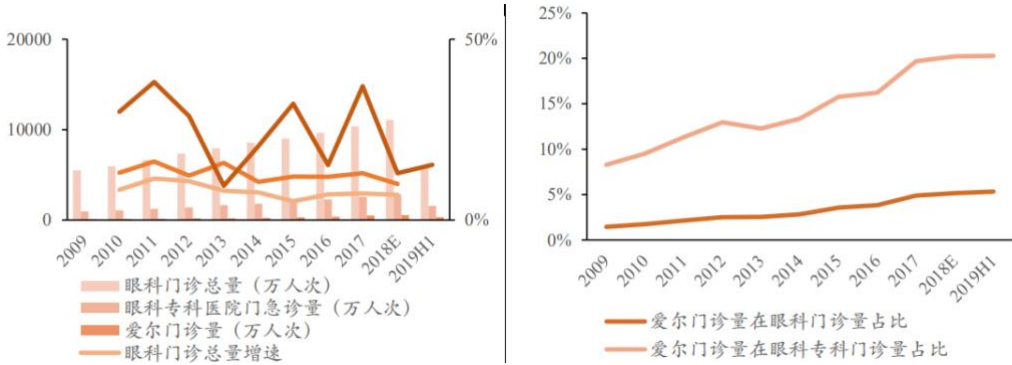 20000
10000
0
50%
0%
2009
2010
2011
2012
2013
2014
2015
2016
2017
2018E
2019H1
眼科门诊总量（万人次）
眼科专科医院门急诊量（万人次）
爱尔门诊量（万人次）
眼科门诊总量增速
25%
20%
15%
10%
5%
0%
2009
2010
2011
2012
2013
2014
2015
2016
2017
2018E
2019H1
爱尔门诊量在眼科门诊量占比
爱尔门诊量在眼科专科门诊量占比